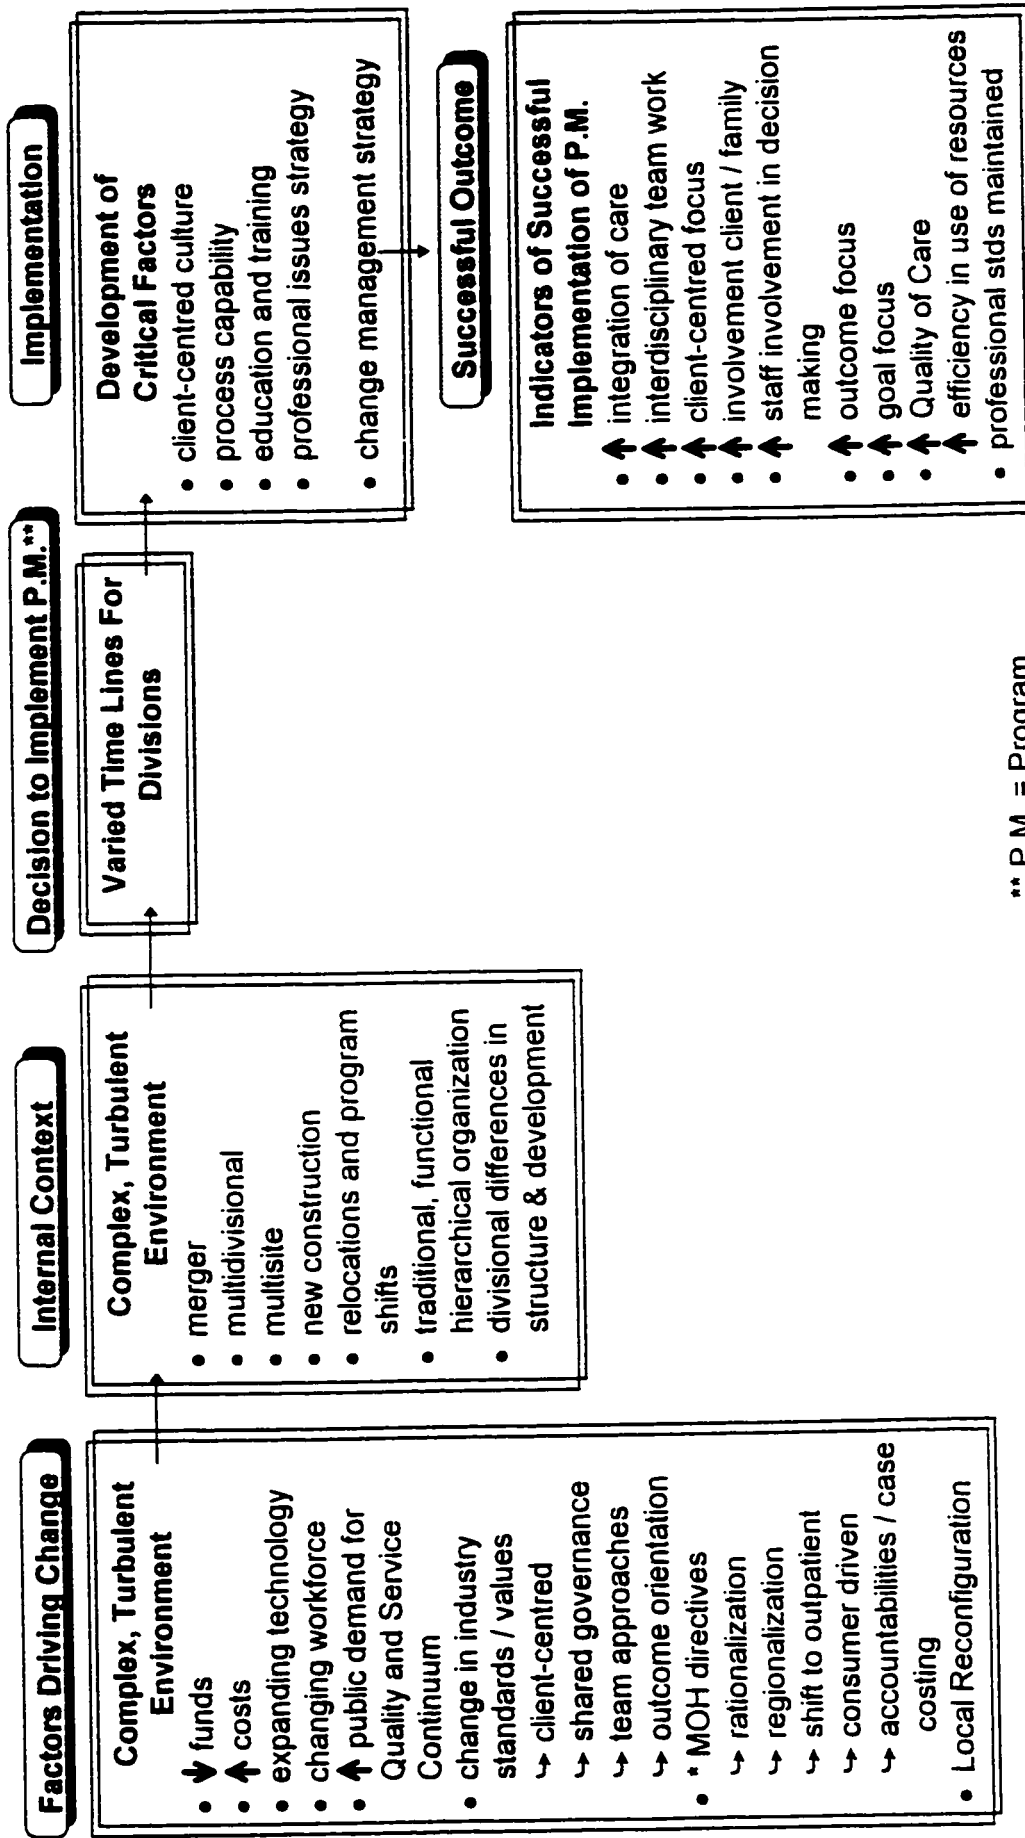 Factors Driving Change
Complex, Turbulent
Environment
• ↓ funds
• ↑ costs
• expanding technology
• changing workforce
• ↑ public demand for
Quality and Service
Continuum
• change in industry
standards / values
↪ client-centred
↪ shared governance
↪ team approaches
↪ outcome orientation
• * MOH directives
↪ rationalization
↪ regionalization
↪ shift to outpatient
↪ consumer driven
↪ accountabilities / case
costing
• Local Reconfiguration
Internal Context
Complex, Turbulent
Environment
• merger
• multidivisional
• multisite
• new construction
• relocations and program
shifts
• traditional, functional
hierarchical organization
• divisional differences in
structure & development
Decision to Implement P.M.**
Varied Time Lines For
Divisions
Implementation
Development of
Critical Factors
• client-centred culture
• process capability
• education and training
• professional issues strategy
• change management strategy
Successful Outcome
Indicators of Successful
Implementation of P.M.
• ↑ integration of care
• ↑ interdisciplinary team work
• ↑ client-centred focus
• ↑ involvement client / family
• ↑ staff involvement in decision
making
• ↑ outcome focus
• ↑ goal focus
• ↑ Quality of Care
↑ efficiency in use of resources
• professional stds maintained
** P.M. = Program